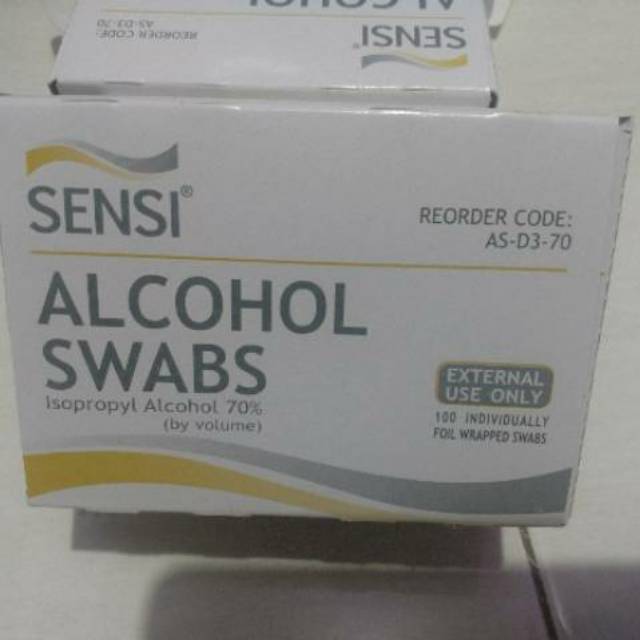 ALCOHOL
REORDER CODE:
AS-D3-70
SENSI®
SENSI®
REORDER CODE:
AS-D3-70
ALCOHOL
SWABS
Isopropyl Alcohol 70%
(by volume)
EXTERNAL
USE ONLY
100 INDIVIDUALLY
FOIL WRAPPED SWABS